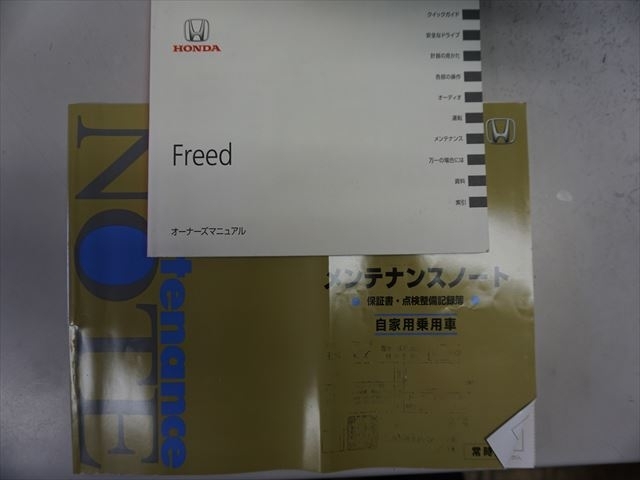 HONDA
Freed
オーナーズマニュアル
クイックガイド
安全なドライブ
計器の見かた
各部の操作
オーディオ
運転
メンテナンス
万一の場合には
資料
索引
NOTE
tenance
メンテナンスノート
保証書・点検整備記録簿
自家用乗用車
常時